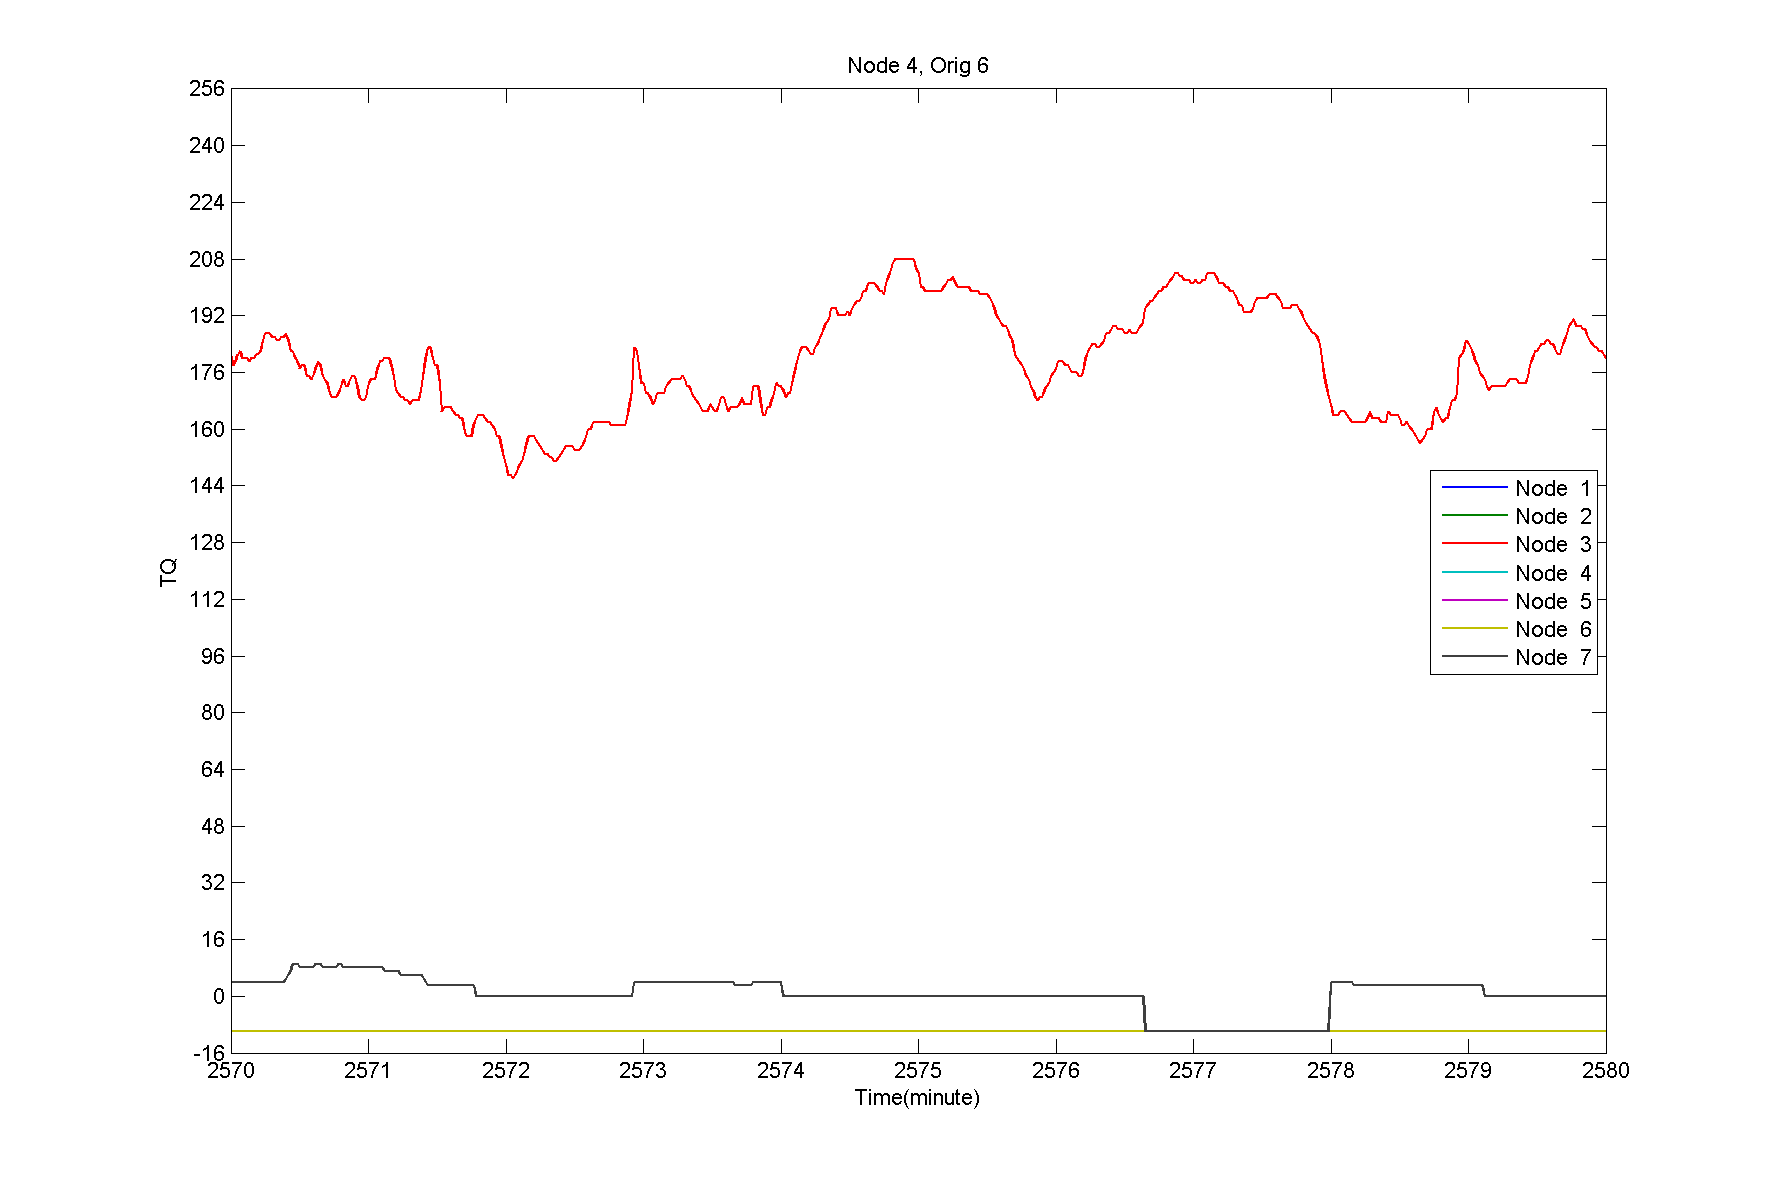 Node 4, Orig 6
256
240
224
208
192
176
160
144
128
112
96
80
64
48
32
16
0
-16
TQ
Node 1
Node 2
Node 3
Node 4
Node 5
Node 6
Node 7
2570 2571 2572 2573 2574 2575 2576 2577 2578 2579 2580
Time(minute)